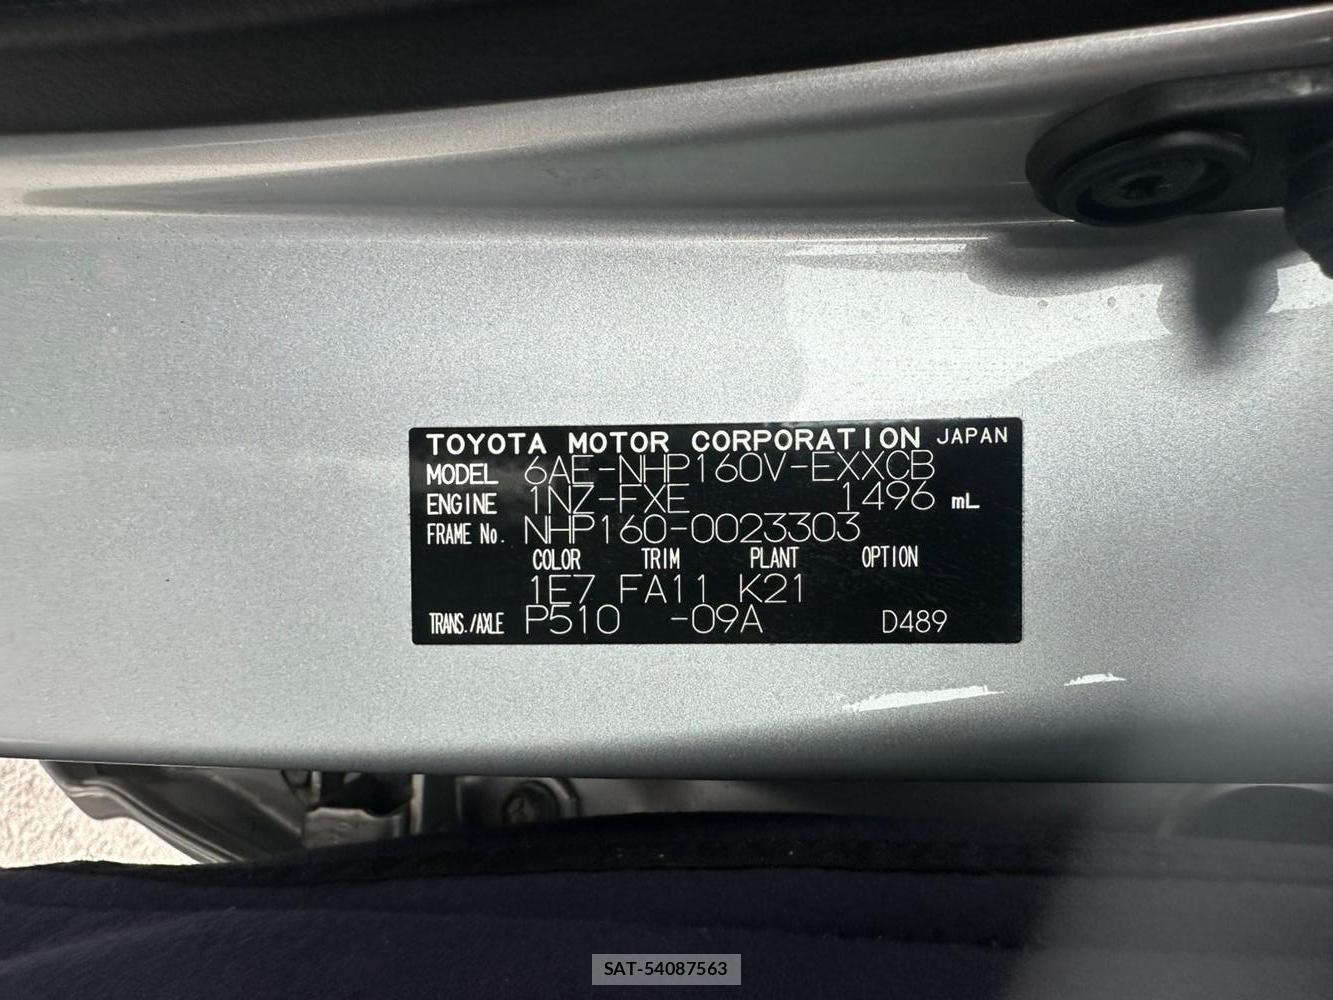 TOYOTA MOTOR CORPORATION JAPAN
MODEL 6AE-NHP160V-EXXCB
ENGINE 1NZ-FXE 1496 mL
FRAME No. NHP160-0023303
COLOR TRIM PLANT OPTION
1E7 FA11 K21
TRANS./AXLE P510 -09A D489
SAT-54087563